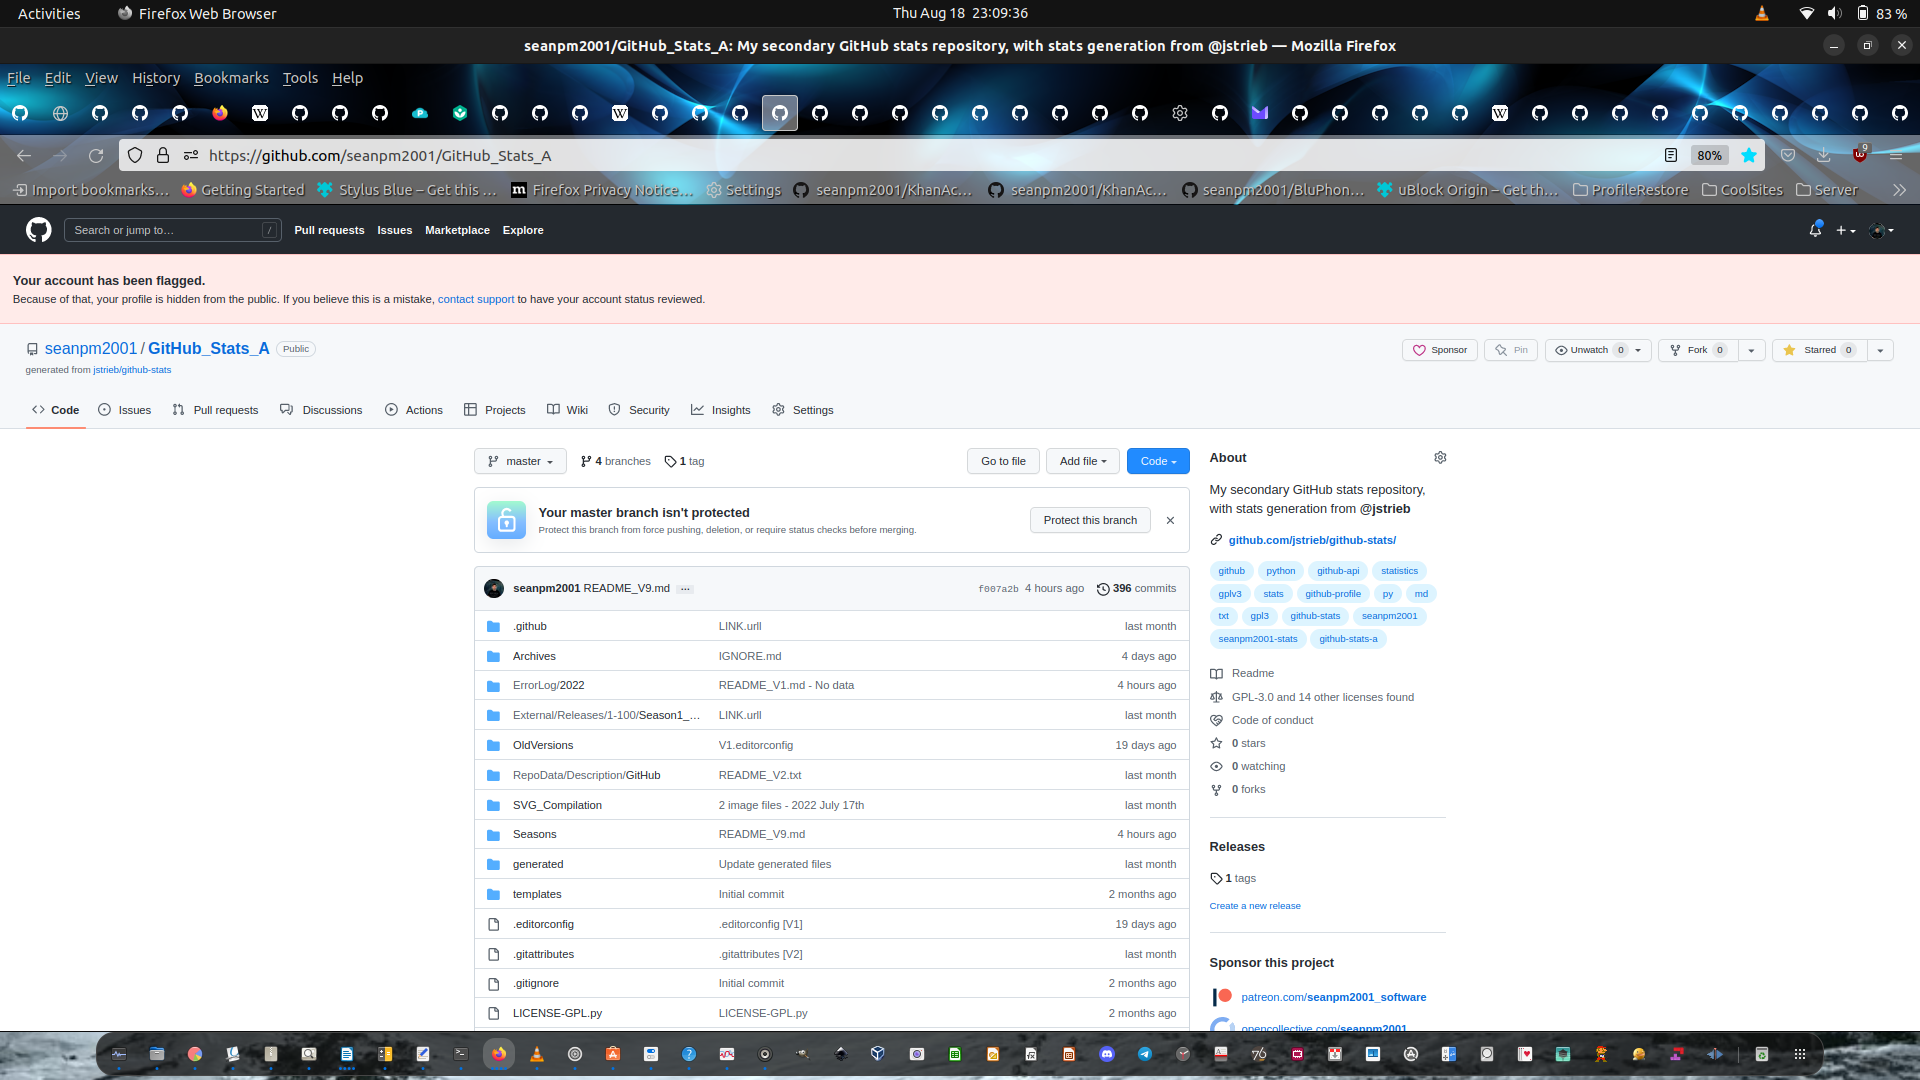 Activities Firefox Web Browser Thu Aug 18 23:09:36 83 %
seanpm2001/GitHub_Stats_A: My secondary GitHub stats repository, with stats generation from @jstrieb — Mozilla Firefox
File Edit View History Bookmarks Tools Help
https://github.com/seanpm2001/GitHub_Stats_A 80% 9
Import bookmarks… Getting Started Stylus Blue – Get this … Firefox Privacy Notice… Settings seanpm2001/KhanAc… seanpm2001/KhanAc… seanpm2001/BluPhon… uBlock Origin – Get th… ProfileRestore CoolSites Server
Search or jump to… / Pull requests Issues Marketplace Explore
Your account has been flagged.
Because of that, your profile is hidden from the public. If you believe this is a mistake, contact support to have your account status reviewed.
seanpm2001 / GitHub_Stats_A Public Sponsor Pin Unwatch 0 Fork 0 Starred 0
generated from jstrieb/github-stats
Code Issues Pull requests Discussions Actions Projects Wiki Security Insights Settings
master 4 branches 1 tag Go to file Add file Code
Your master branch isn't protected
Protect this branch from force pushing, deletion, or require status checks before merging.
Protect this branch
seanpm2001 README_V9.md … f007a2b 4 hours ago 396 commits
.github LINK.urll last month
Archives IGNORE.md 4 days ago
ErrorLog/2022 README_V1.md - No data 4 hours ago
External/Releases/1-100/Season1_… LINK.urll last month
OldVersions V1.editorconfig 19 days ago
RepoData/Description/GitHub README_V2.txt last month
SVG_Compilation 2 image files - 2022 July 17th last month
Seasons README_V9.md 4 hours ago
generated Update generated files last month
templates Initial commit 2 months ago
.editorconfig .editorconfig [V1] 19 days ago
.gitattributes .gitattributes [V2] last month
.gitignore Initial commit 2 months ago
LICENSE-GPL.py LICENSE-GPL.py 2 months ago
About
My secondary GitHub stats repository,
with stats generation from @jstrieb
github.com/jstrieb/github-stats/
github python github-api statistics
gplv3 stats github-profile py md
txt gpl3 github-stats seanpm2001
seanpm2001-stats github-stats-a
Readme
GPL-3.0 and 14 other licenses found
Code of conduct
0 stars
0 watching
0 forks
Releases
1 tags
Create a new release
Sponsor this project
patreon.com/seanpm2001_software
opencollective.com/seanpm2001